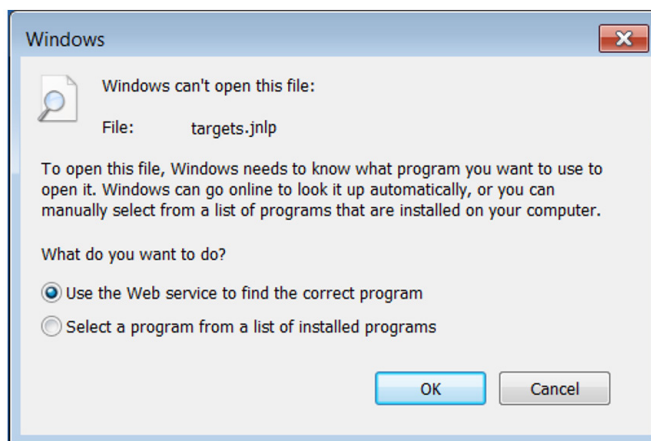 Windows
Windows can't open this file:
File: targets.jnlp
To open this file, Windows needs to know what program you want to use to
open it. Windows can go online to look it up automatically, or you can
manually select from a list of programs that are installed on your computer.
What do you want to do?
Use the Web service to find the correct program
Select a program from a list of installed programs
OK Cancel